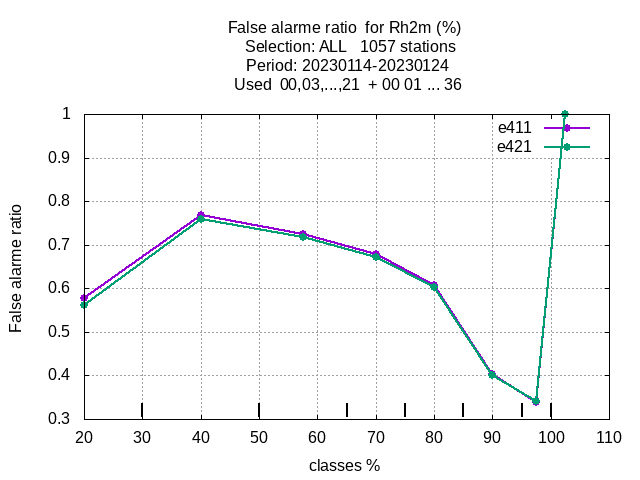 False alarme ratio  for Rh2m (%)
Selection: ALL   1057 stations
Period: 20230114-20230124
Used  00,03,...,21  + 00 01 ... 36
e411
e421
1
0.9
0.8
0.7
0.6
0.5
0.4
0.3
False alarme ratio
20 30 40 50 60 70 80 90 100 110
classes %